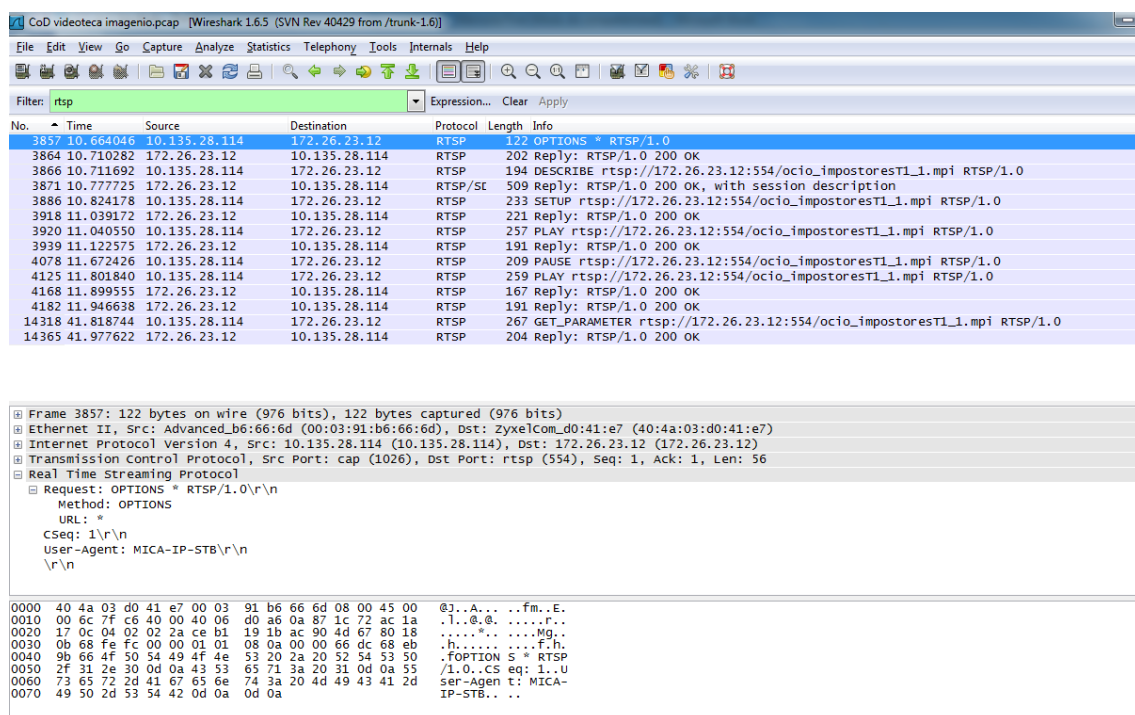 CoD videoteca imagenio.pcap [Wireshark 1.6.5 (SVN Rev 40429 from /trunk-1.6)]
File Edit View Go Capture Analyze Statistics Telephony Tools Internals Help
Filter: rtsp Expression... Clear Apply
No. Time Source Destination Protocol Length Info
3857 10.664046 10.135.28.114 172.26.23.12 RTSP 122 OPTIONS * RTSP/1.0
3864 10.710282 172.26.23.12 10.135.28.114 RTSP 202 Reply: RTSP/1.0 200 OK
3866 10.711692 10.135.28.114 172.26.23.12 RTSP 194 DESCRIBE rtsp://172.26.23.12:554/ocio_impostoresT1_1.mpi RTSP/1.0
3871 10.777725 172.26.23.12 10.135.28.114 RTSP/SD 509 Reply: RTSP/1.0 200 OK, with session description
3886 10.824178 10.135.28.114 172.26.23.12 RTSP 233 SETUP rtsp://172.26.23.12:554/ocio_impostoresT1_1.mpi RTSP/1.0
3918 11.039172 172.26.23.12 10.135.28.114 RTSP 221 Reply: RTSP/1.0 200 OK
3920 11.040550 10.135.28.114 172.26.23.12 RTSP 257 PLAY rtsp://172.26.23.12:554/ocio_impostoresT1_1.mpi RTSP/1.0
3939 11.122575 172.26.23.12 10.135.28.114 RTSP 191 Reply: RTSP/1.0 200 OK
4078 11.672426 10.135.28.114 172.26.23.12 RTSP 209 PAUSE rtsp://172.26.23.12:554/ocio_impostoresT1_1.mpi RTSP/1.0
4125 11.801840 10.135.28.114 172.26.23.12 RTSP 259 PLAY rtsp://172.26.23.12:554/ocio_impostoresT1_1.mpi RTSP/1.0
4168 11.899555 172.26.23.12 10.135.28.114 RTSP 167 Reply: RTSP/1.0 200 OK
4182 11.946638 172.26.23.12 10.135.28.114 RTSP 191 Reply: RTSP/1.0 200 OK
14318 41.818744 10.135.28.114 172.26.23.12 RTSP 267 GET_PARAMETER rtsp://172.26.23.12:554/ocio_impostoresT1_1.mpi RTSP/1.0
14365 41.977622 172.26.23.12 10.135.28.114 RTSP 204 Reply: RTSP/1.0 200 OK
Frame 3857: 122 bytes on wire (976 bits), 122 bytes captured (976 bits)
Ethernet II, Src: Advanced_b6:66:6d (00:03:91:b6:66:6d), Dst: ZyxelCom_d0:41:e7 (40:4a:03:d0:41:e7)
Internet Protocol Version 4, Src: 10.135.28.114 (10.135.28.114), Dst: 172.26.23.12 (172.26.23.12)
Transmission Control Protocol, Src Port: cap (1026), Dst Port: rtsp (554), Seq: 1, Ack: 1, Len: 56
Real Time Streaming Protocol
Request: OPTIONS * RTSP/1.0\r\n
Method: OPTIONS
URL: *
CSeq: 1\r\n
User-Agent: MICA-IP-STB\r\n
\r\n
0000 40 4a 03 d0 41 e7 00 03 91 b6 66 6d 08 00 45 00 @J..A... ..fm..E.
0010 00 6c 7f c6 40 00 40 06 d0 a6 0a 87 1c 72 ac 1a .l..@.@. .....r..
0020 17 0c 04 02 02 2a ce b1 19 1b ac 90 4d 67 80 18 .....*.. ....Mg..
0030 0b 68 fe fc 00 00 01 01 08 0a 00 00 66 dc 68 eb .h...... ....f.h.
0040 9b 66 4f 50 54 49 4f 4e 53 20 2a 20 52 54 53 50 .fOPTION S * RTSP
0050 2f 31 2e 30 0d 0a 43 53 65 71 3a 20 31 0d 0a 55 /1.0..CS eq: 1..U
0060 73 65 72 2d 41 67 65 6e 74 3a 20 4d 49 43 41 2d ser-Agen t: MICA-
0070 49 50 2d 53 54 42 0d 0a 0d 0a IP-STB.. ..